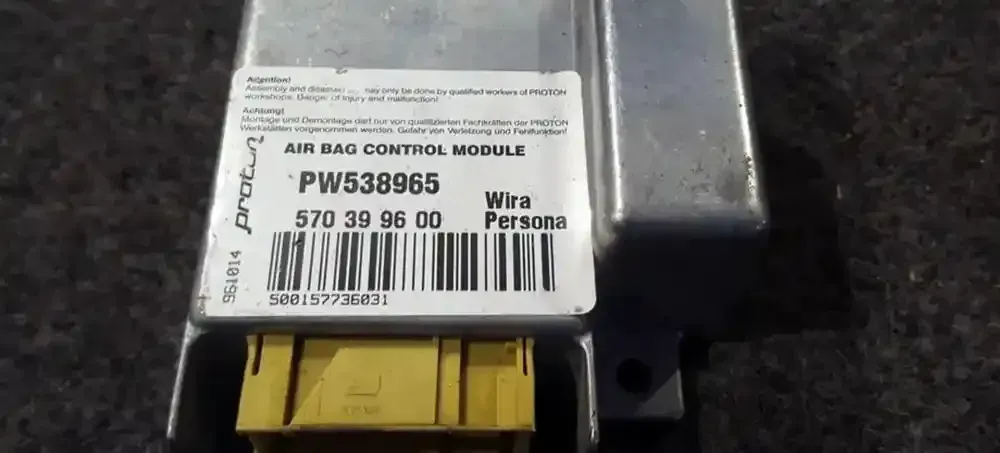 Attention!
Assembly and may only be done by qualified workers of PROTON
workshops. Danger of injury and malfunction!
Achtung!
Montage und Demontage darf nur von qualifizierten Fachkräften der PROTON
Werkstätten vorgenommen werden. Gefahr von Verletzung und Fehlfunktion!
proton
AIR BAG CONTROL MODULE
PW538965
570 39 96 00
Wira
Persona
961014
500157736031